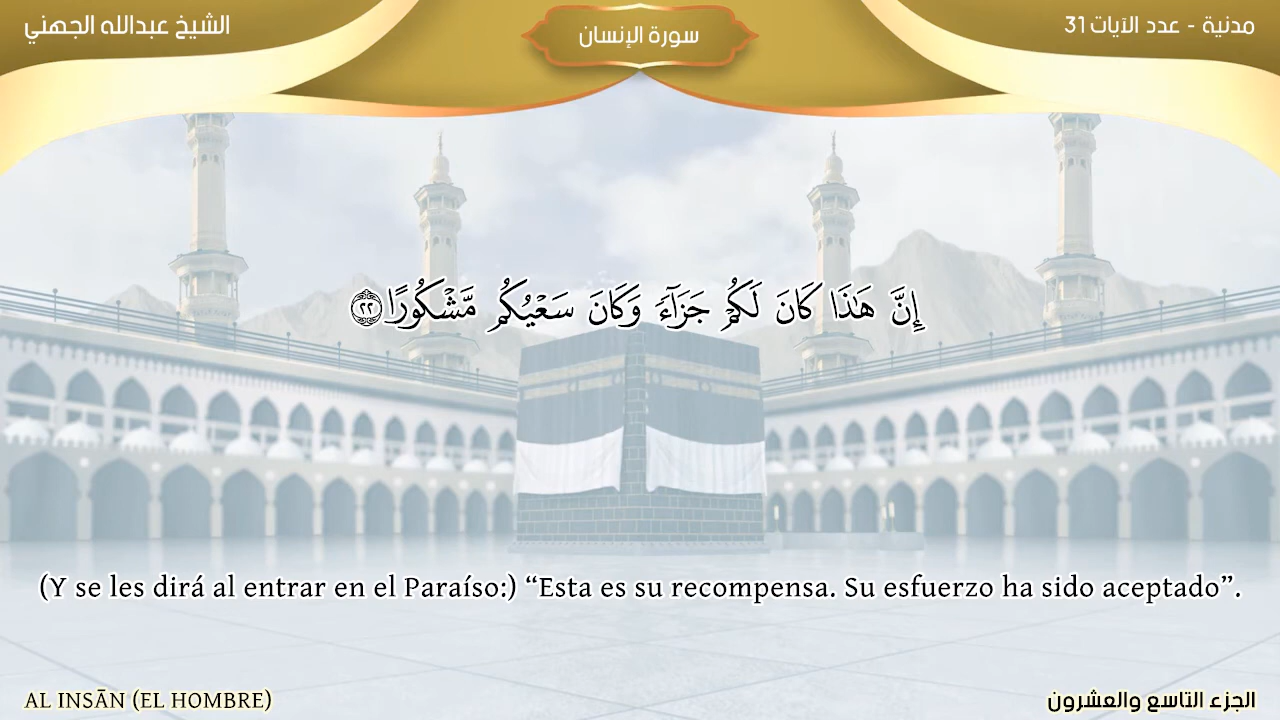 الشيخ عبدالله الجهني
سورة الإنسان
مدنية - عدد الآيات 31
إِنَّ هَٰذَا كَانَ لَكُمْ جَزَآءً وَكَانَ سَعْيُكُم مَّشْكُورًا ٢٢
(Y se les dirá al entrar en el Paraíso:) “Esta es su recompensa. Su esfuerzo ha sido aceptado”.
AL INSĀN (EL HOMBRE)
الجزء التاسع والعشرون